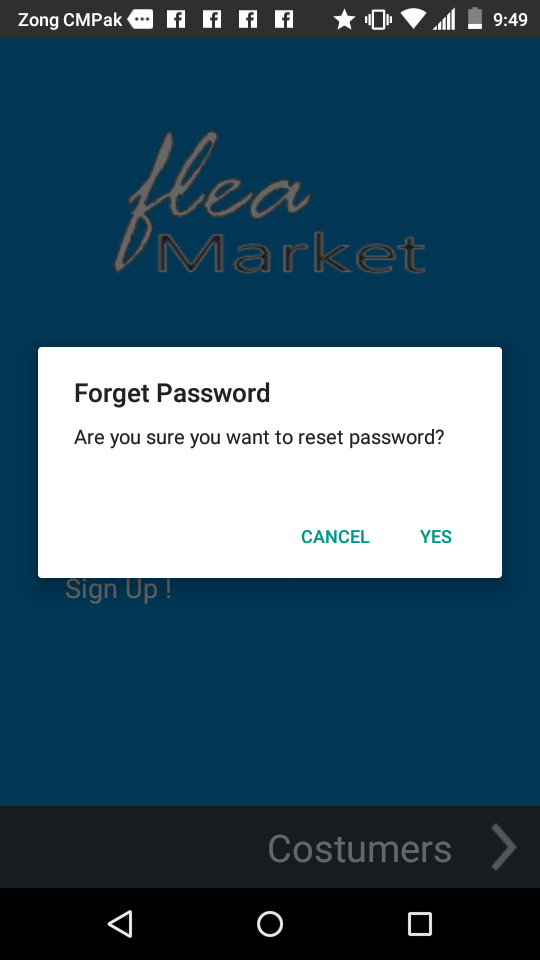 Zong CMPak 9:49
flea
Market
Forget Password
Are you sure you want to reset password?
CANCEL YES
Sign Up !
Costumers